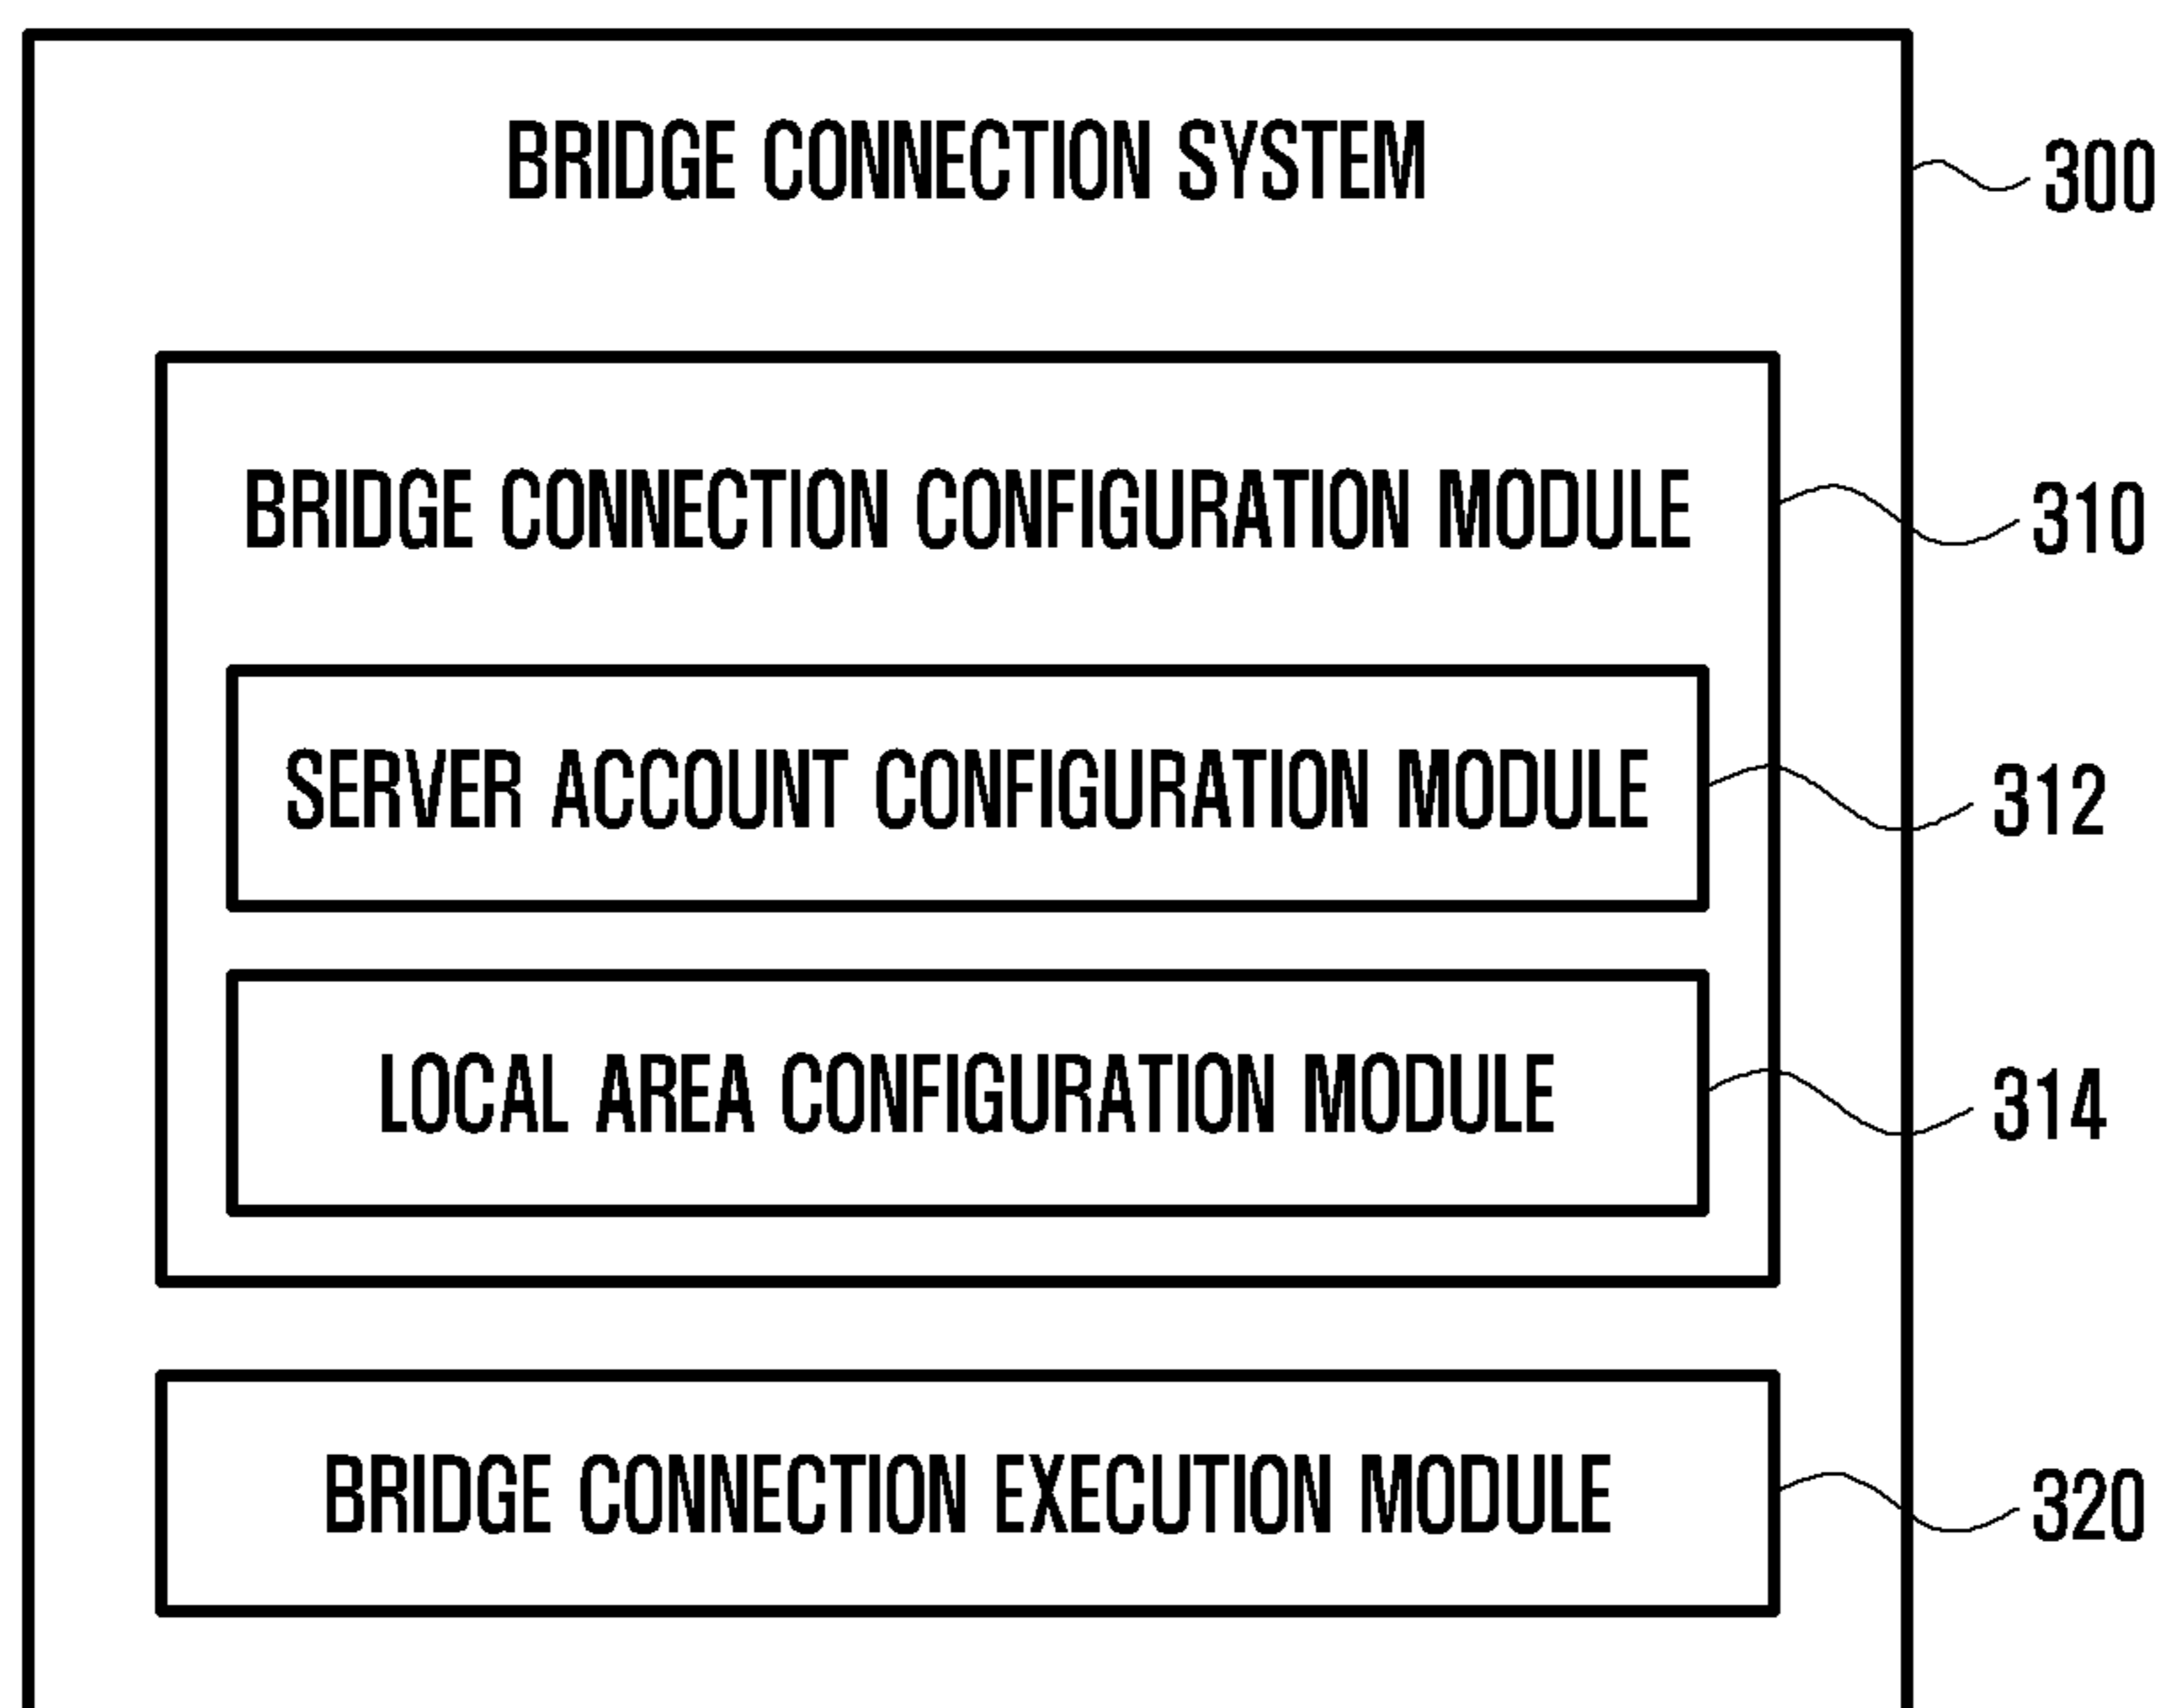 BRIDGE CONNECTION SYSTEM
300
BRIDGE CONNECTION CONFIGURATION MODULE
310
SERVER ACCOUNT CONFIGURATION MODULE
312
LOCAL AREA CONFIGURATION MODULE
314
BRIDGE CONNECTION EXECUTION MODULE
320